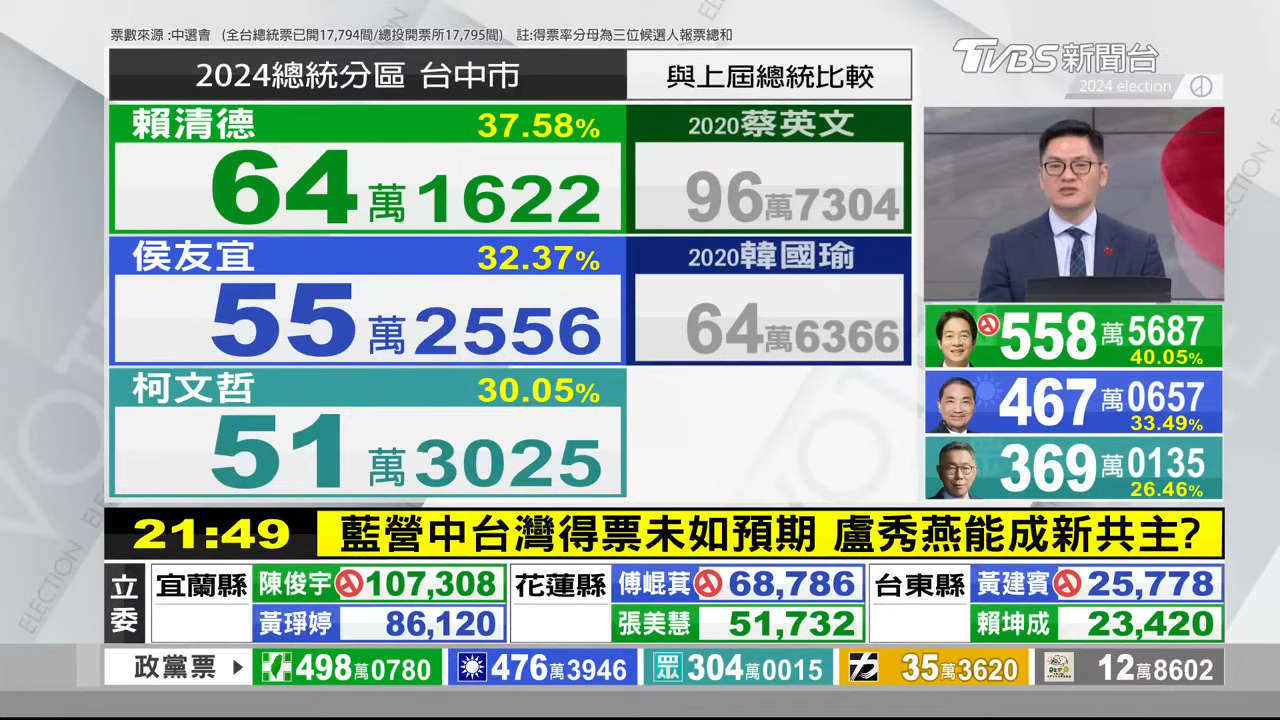 票數來源:中選會 (全台總統票已開17,794間/總投開票所17,795間) 註:得票率分母為三位候選人報票總和
TVBS新聞台
2024 election
2024總統分區 台中市 與上屆總統比較
賴清德 37.58% 2020蔡英文
64萬1622 96萬7304
侯友宜 32.37% 2020韓國瑜
55萬2556 64萬6366
柯文哲 30.05%
51萬3025
558萬5687
40.05%
467萬0657
33.49%
369萬0135
26.46%
21:49 藍營中台灣得票未如預期 盧秀燕能成新共主?
立委 宜蘭縣 陳俊宇 107,308 花蓮縣 傅崐萁 68,786 台東縣 黃建賓 25,778
黃琤婷 86,120 張美慧 51,732 賴坤成 23,420
政黨票 498萬0780 476萬3946 眾 304萬0015 35萬3620 12萬8602
ELECTION
ELECTION
ELECTION
VOTE